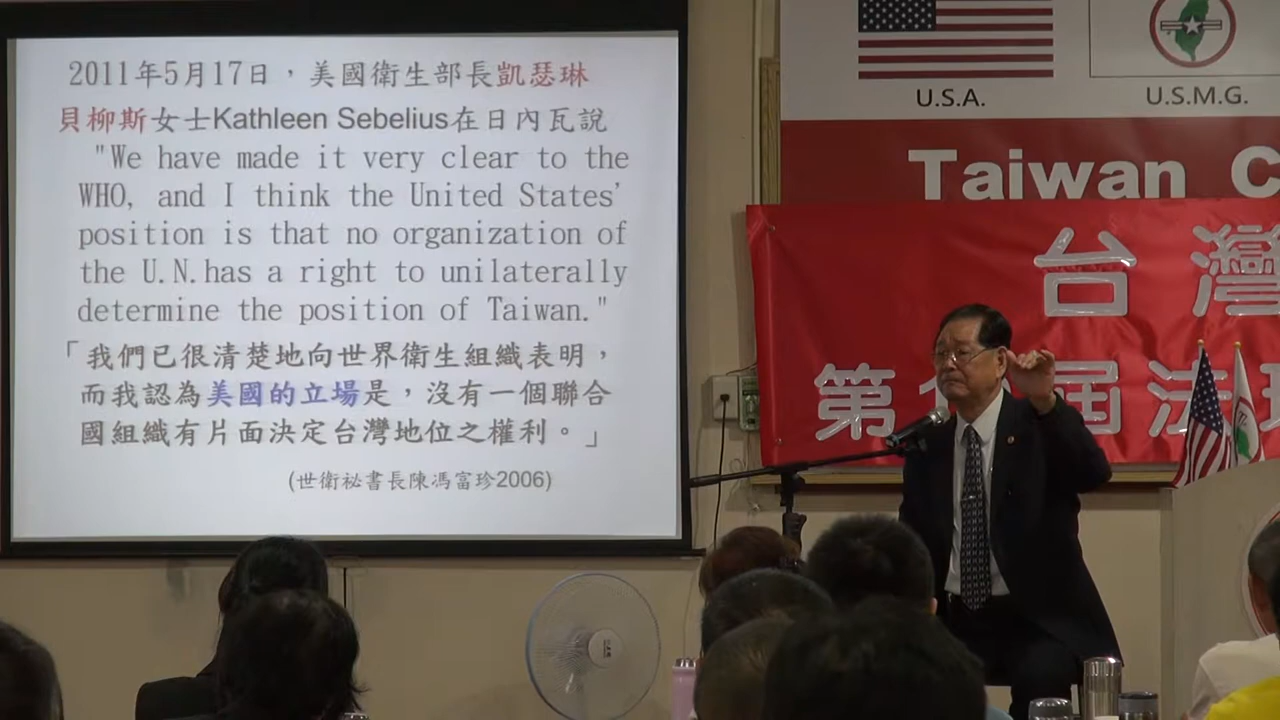 2011年5月17日，美國衛生部長凱瑟琳
貝柳斯女士Kathleen Sebelius在日內瓦說
"We have made it very clear to the
WHO, and I think the United States'
position is that no organization of
the U.N.has a right to unilaterally
determine the position of Taiwan."
「我們已很清楚地向世界衛生組織表明，
而我認為美國的立場是，沒有一個聯合
國組織有片面決定台灣地位之權利。」
(世衛祕書長陳馮富珍2006)
U.S.A.
U.S.M.G.
Taiwan C
台灣
第 屆法